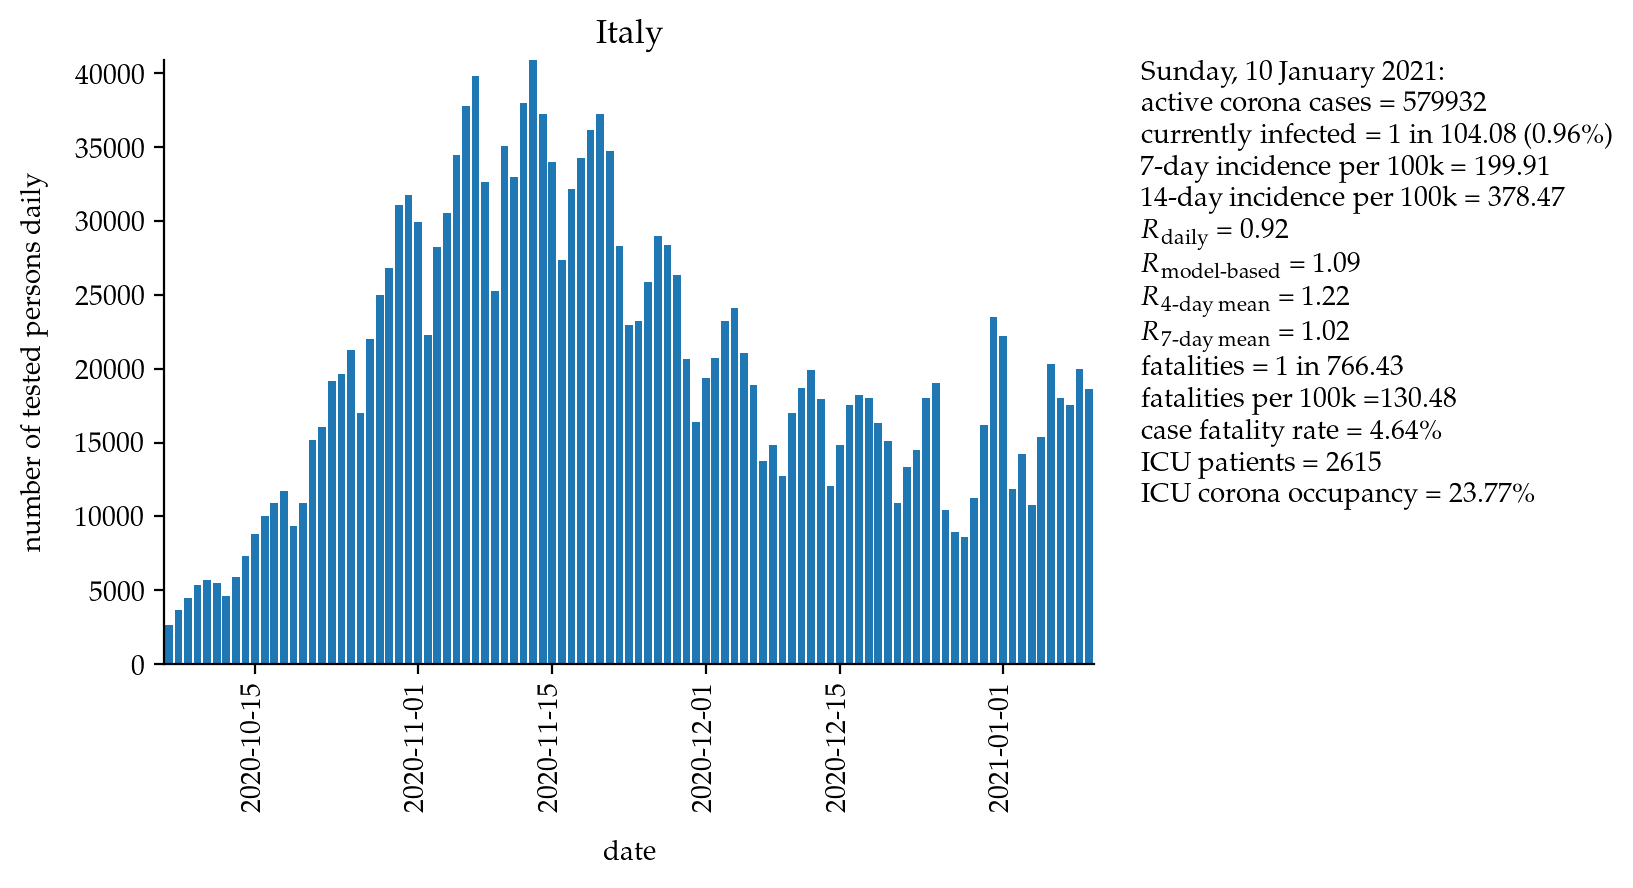 Italy
number of tested persons daily
40000
35000
30000
25000
20000
15000
10000
5000
0
2020-10-15
2020-11-01
2020-11-15
2020-12-01
2020-12-15
2021-01-01
date
Sunday, 10 January 2021:
active corona cases = 579932
currently infected = 1 in 104.08 (0.96%)
7-day incidence per 100k = 199.91
14-day incidence per 100k = 378.47
R daily = 0.92
R model-based = 1.09
R 4-day mean = 1.22
R 7-day mean = 1.02
fatalities = 1 in 766.43
fatalities per 100k =130.48
case fatality rate = 4.64%
ICU patients = 2615
ICU corona occupancy = 23.77%